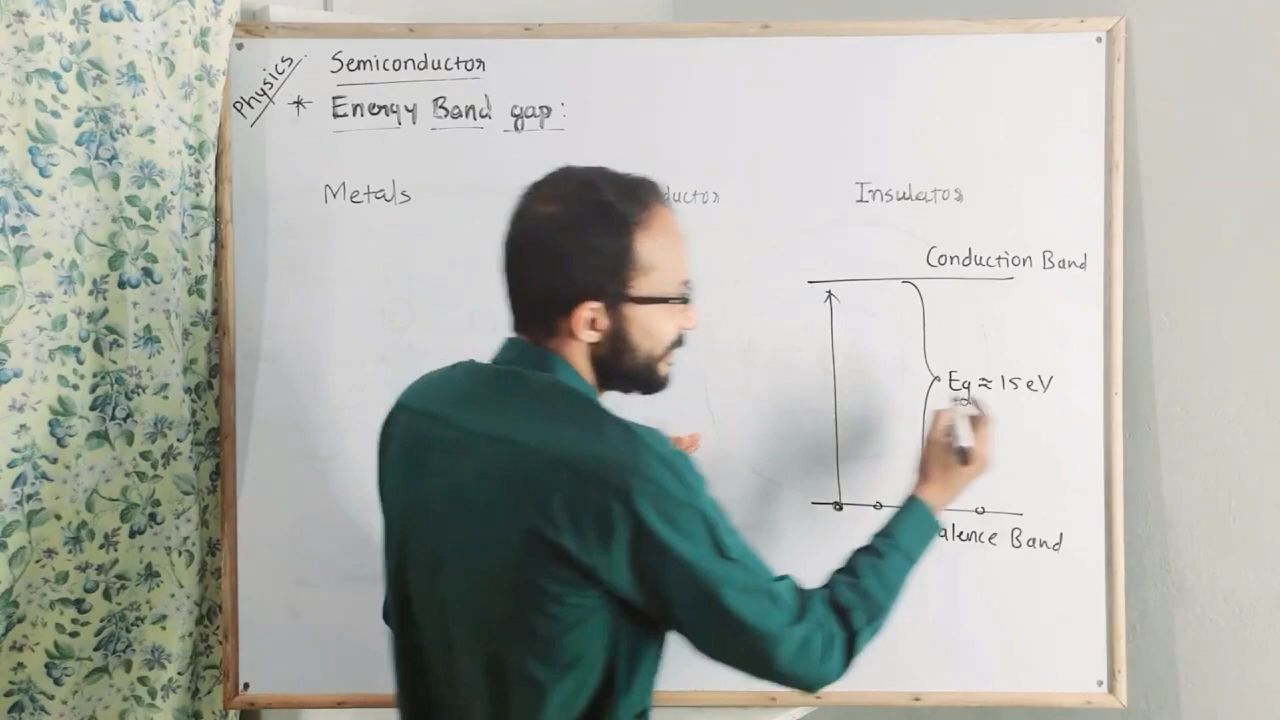 Physics
Semiconductor
* Energy Band gap:
Metals
ductor
Insulator
Conduction Band
Eg ≈ 15 eV
alence Band